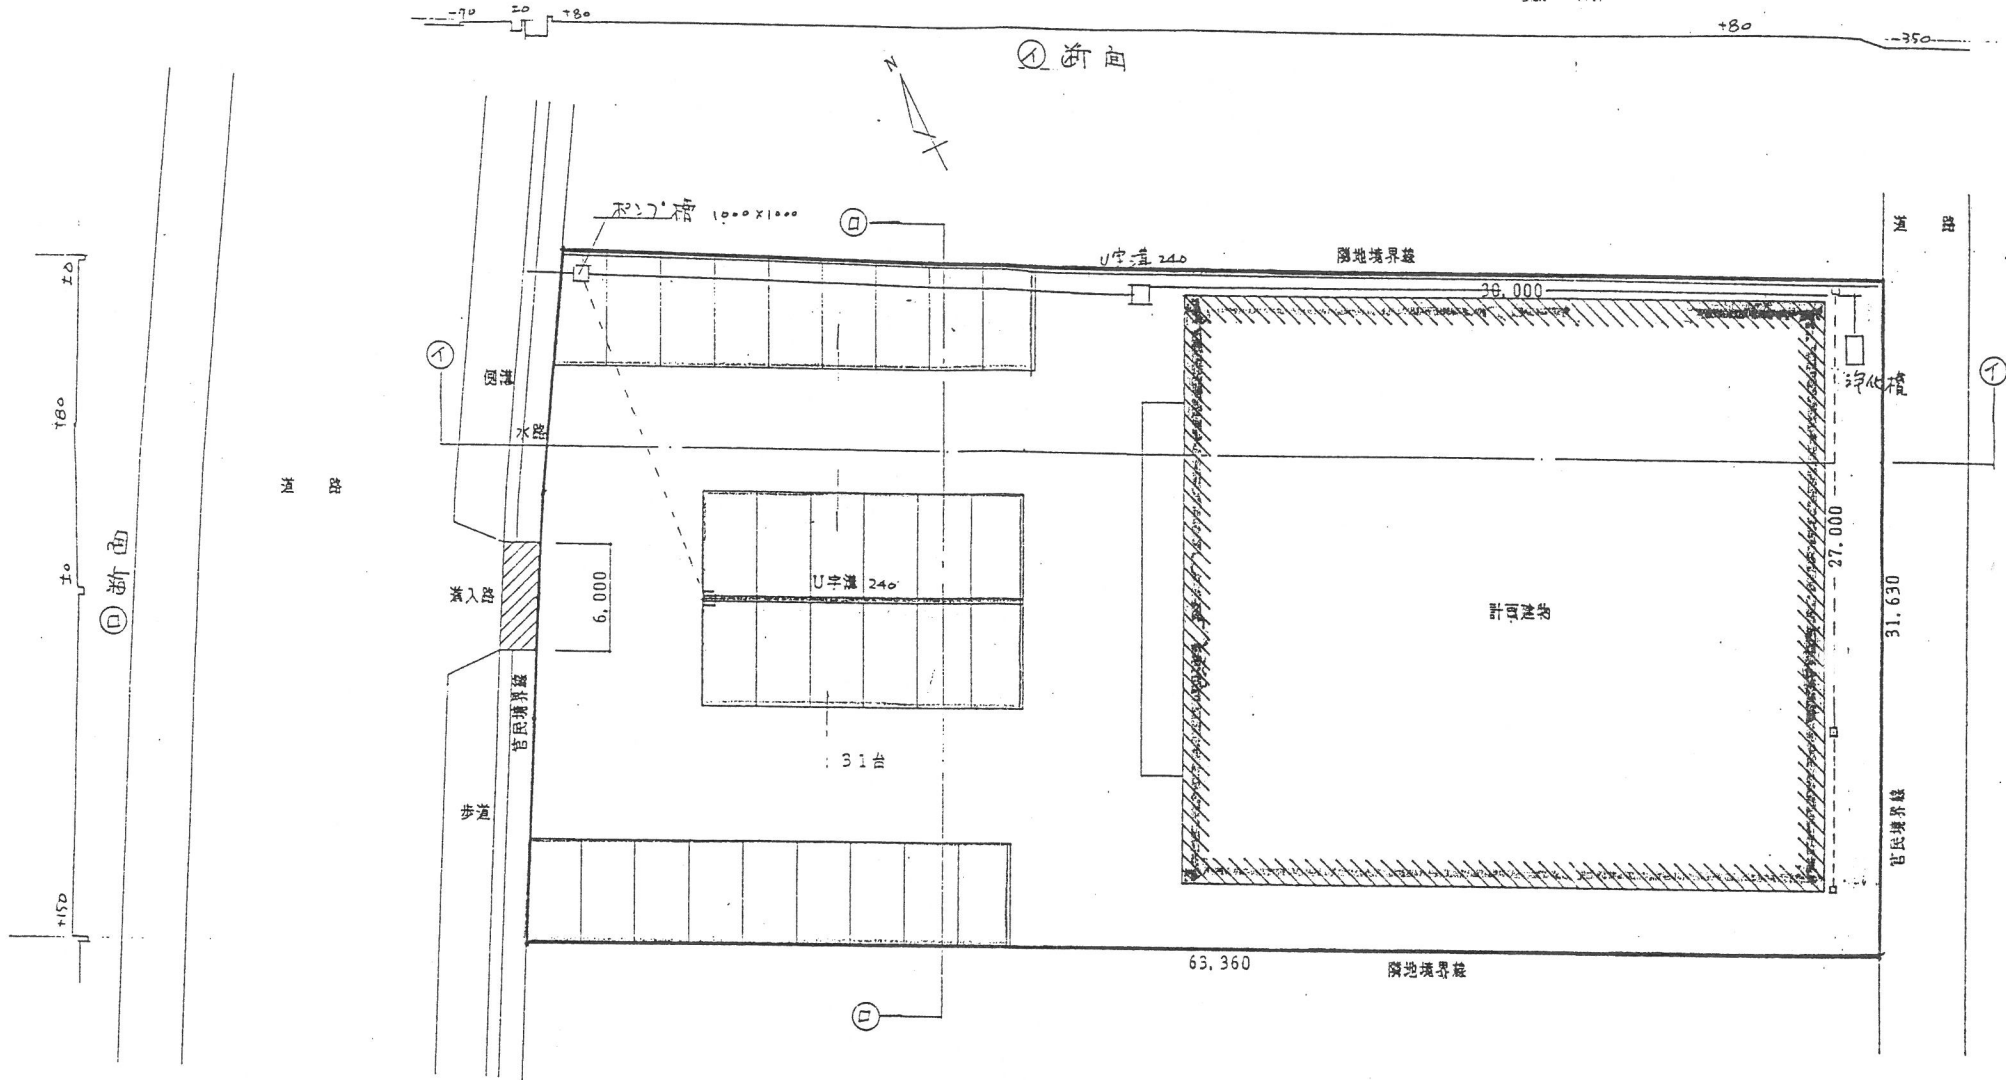 -70
±0
+80
+80
-350
イ 断面
N
ポンプ槽 1000×1000
ロ
U字溝 240
隣地境界線
道路
30,000
±0
イ
側溝
イ
浄化槽
水路
+80
道路
27,000
±0
ロ 断面
進入路
6,000
U字溝 240
計画建物
31,630
官民境界線
31台
歩道
官民境界線
+150
63,360
隣地境界線
ロ